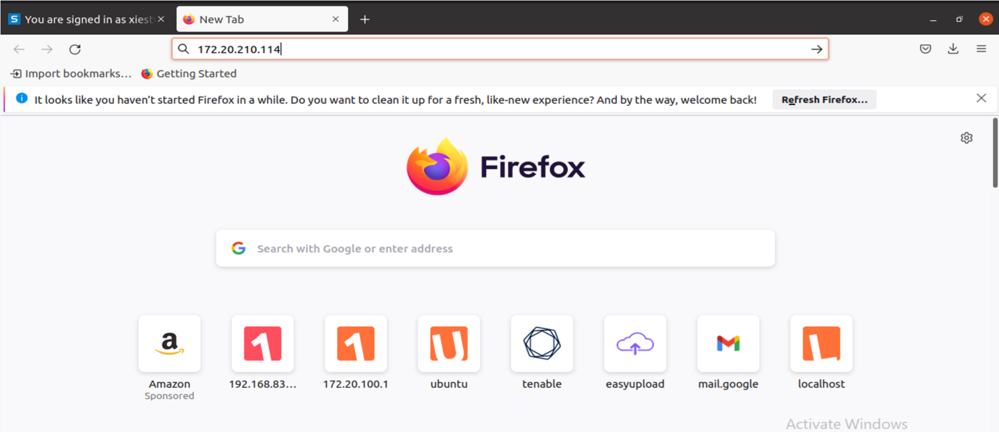 You are signed in as xiest
New Tab
172.20.210.114
Import bookmarks...
Getting Started
It looks like you haven’t started Firefox in a while. Do you want to clean it up for a fresh, like-new experience? And by the way, welcome back!
Refresh Firefox...
Firefox
Search with Google or enter address
Amazon
Sponsored
192.168.83...
172.20.100.1
ubuntu
tenable
easyupload
mail.google
localhost
Activate Windows